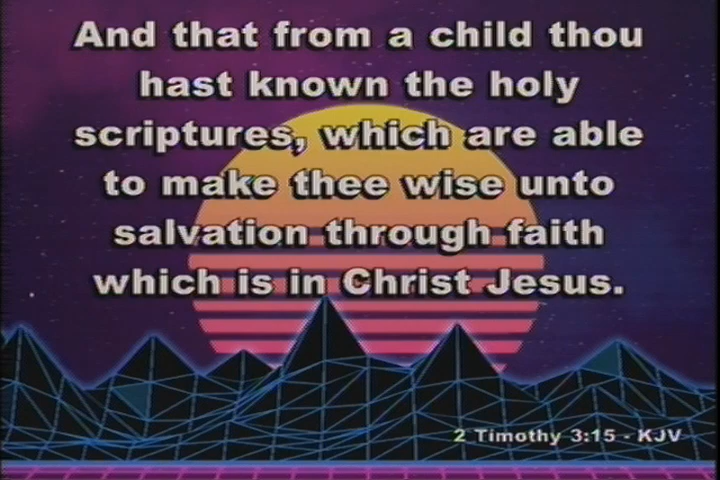 And that from a child thou
hast known the holy
scriptures, which are able
to make thee wise unto
salvation through faith
which is in Christ Jesus.
2 Timothy 3:15 - KJV